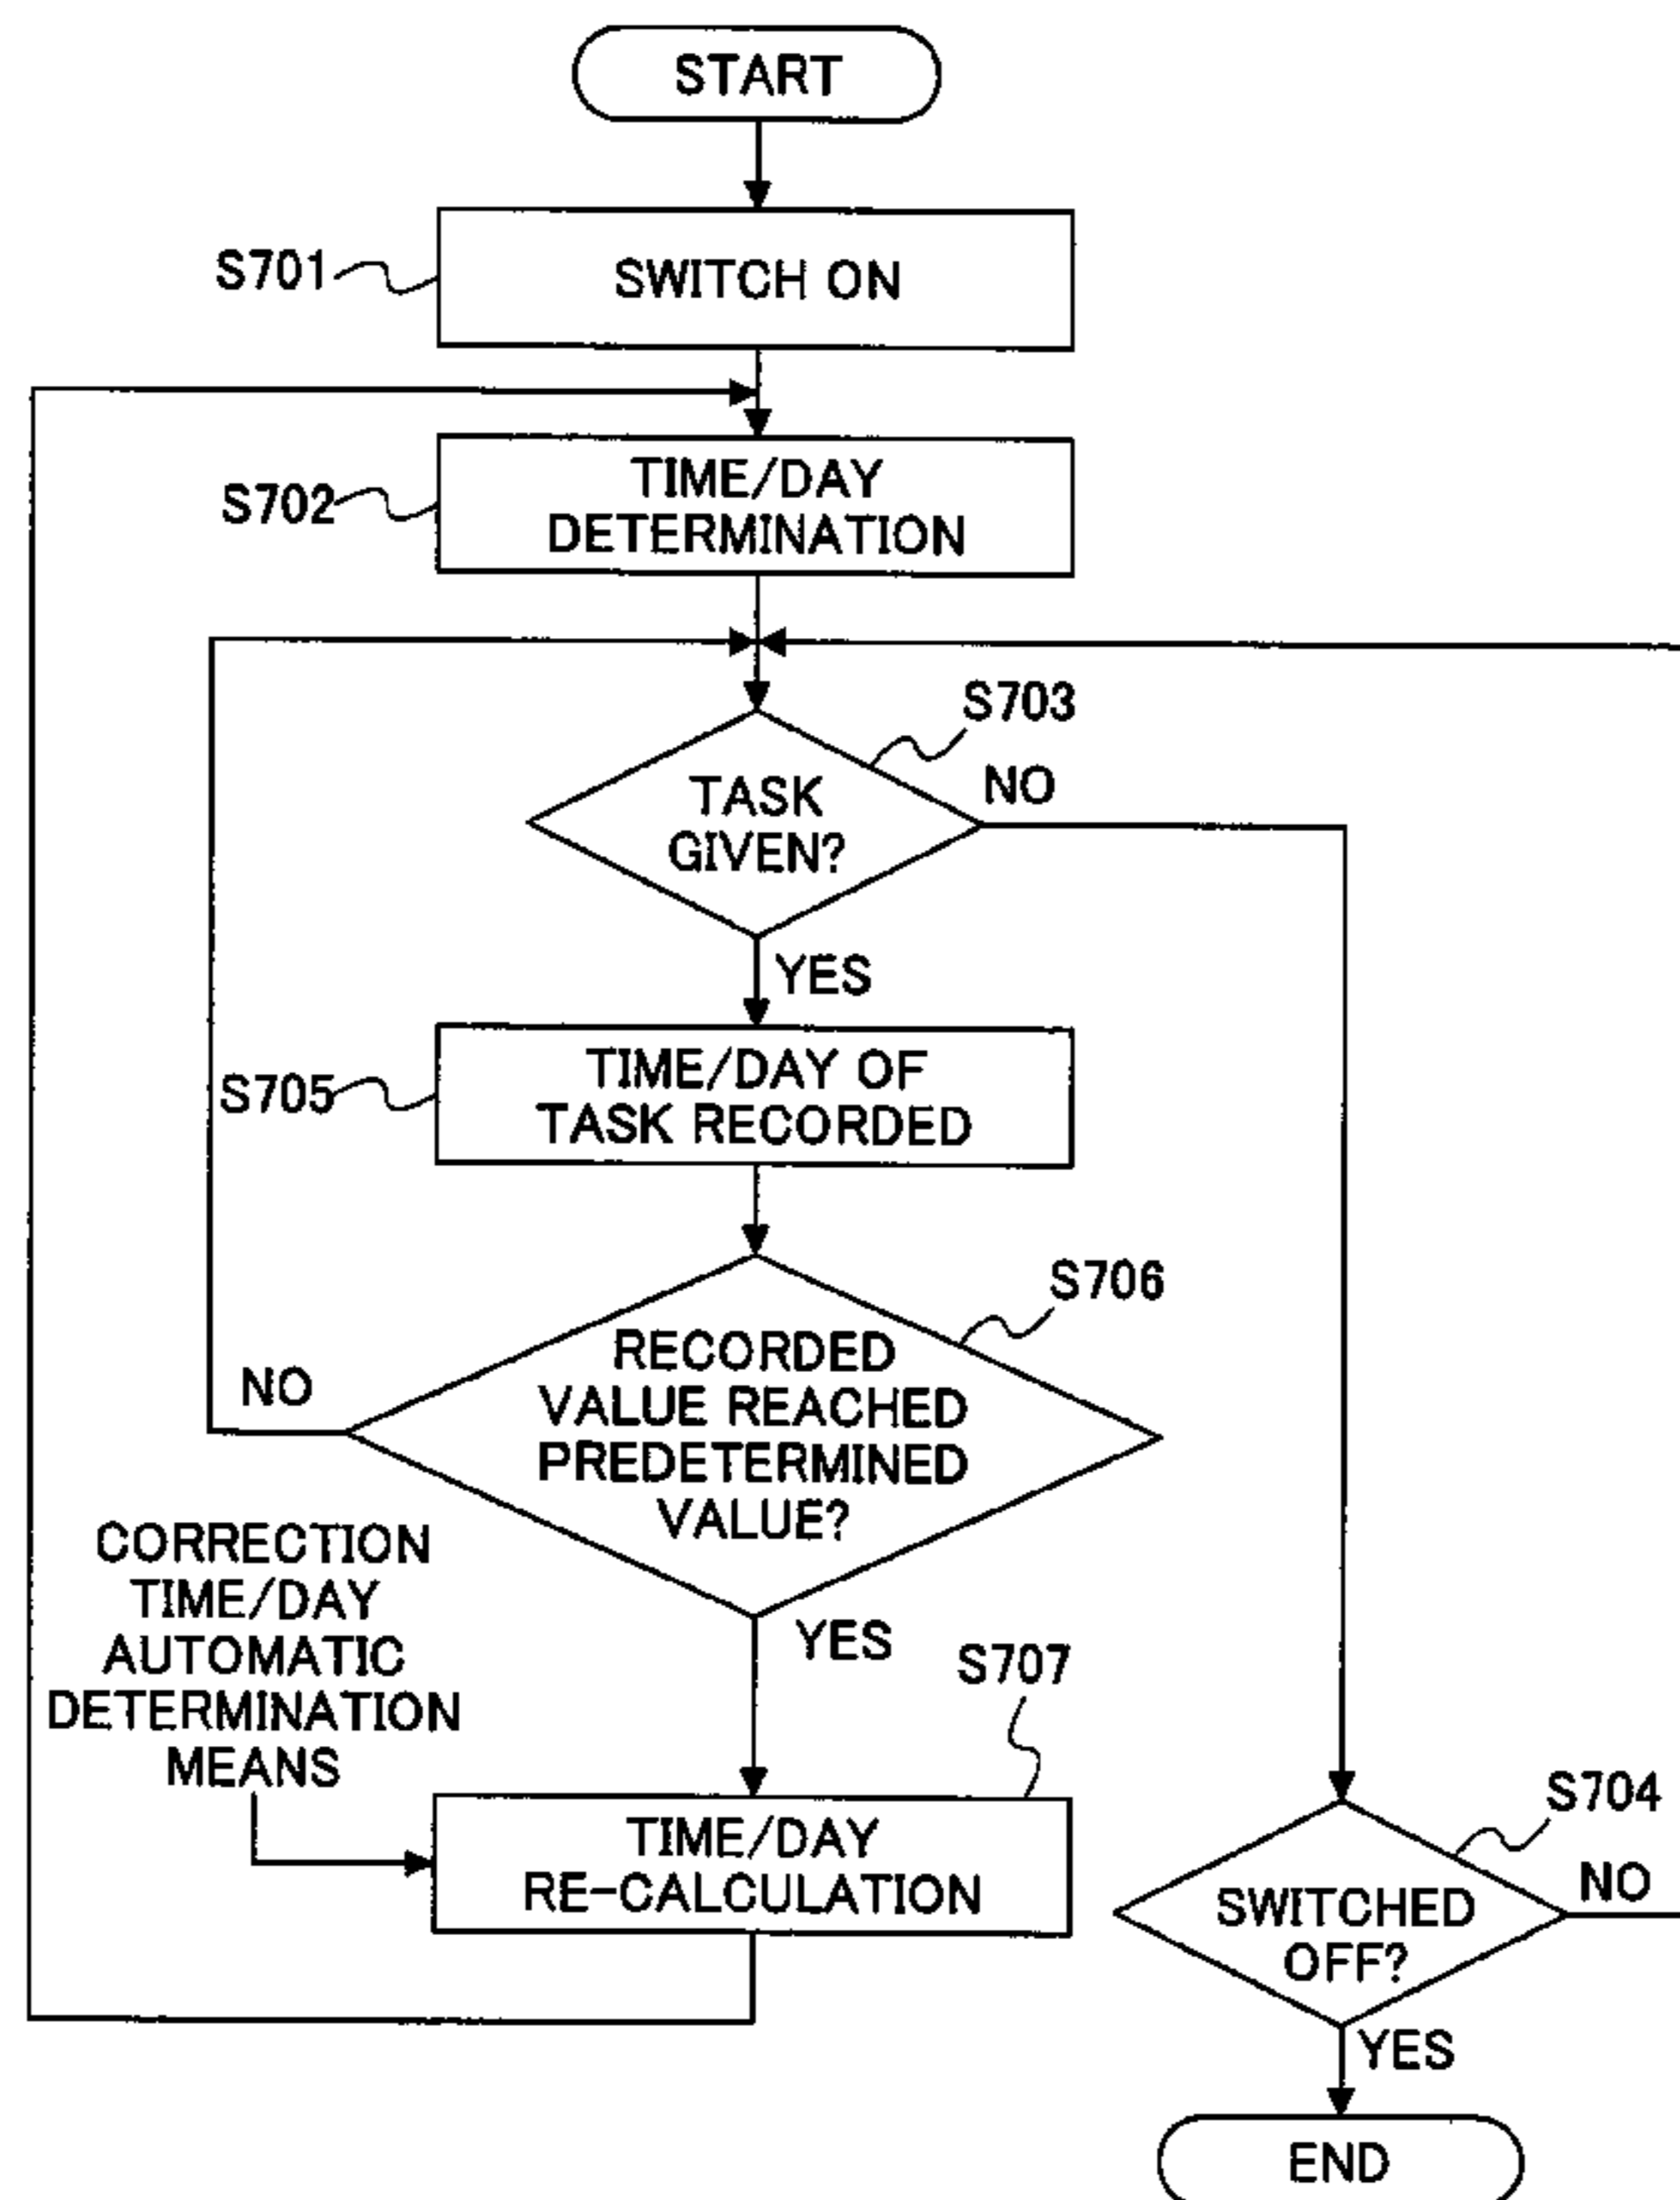 START
S701
SWITCH ON
S702
TIME/DAY
DETERMINATION
S703
TASK
GIVEN?
NO
YES
S705
TIME/DAY OF
TASK RECORDED
S706
RECORDED
VALUE REACHED
PREDETERMINED
VALUE?
NO
YES
CORRECTION
TIME/DAY
AUTOMATIC
DETERMINATION
MEANS
S707
TIME/DAY
RE-CALCULATION
S704
SWITCHED
OFF?
NO
YES
END